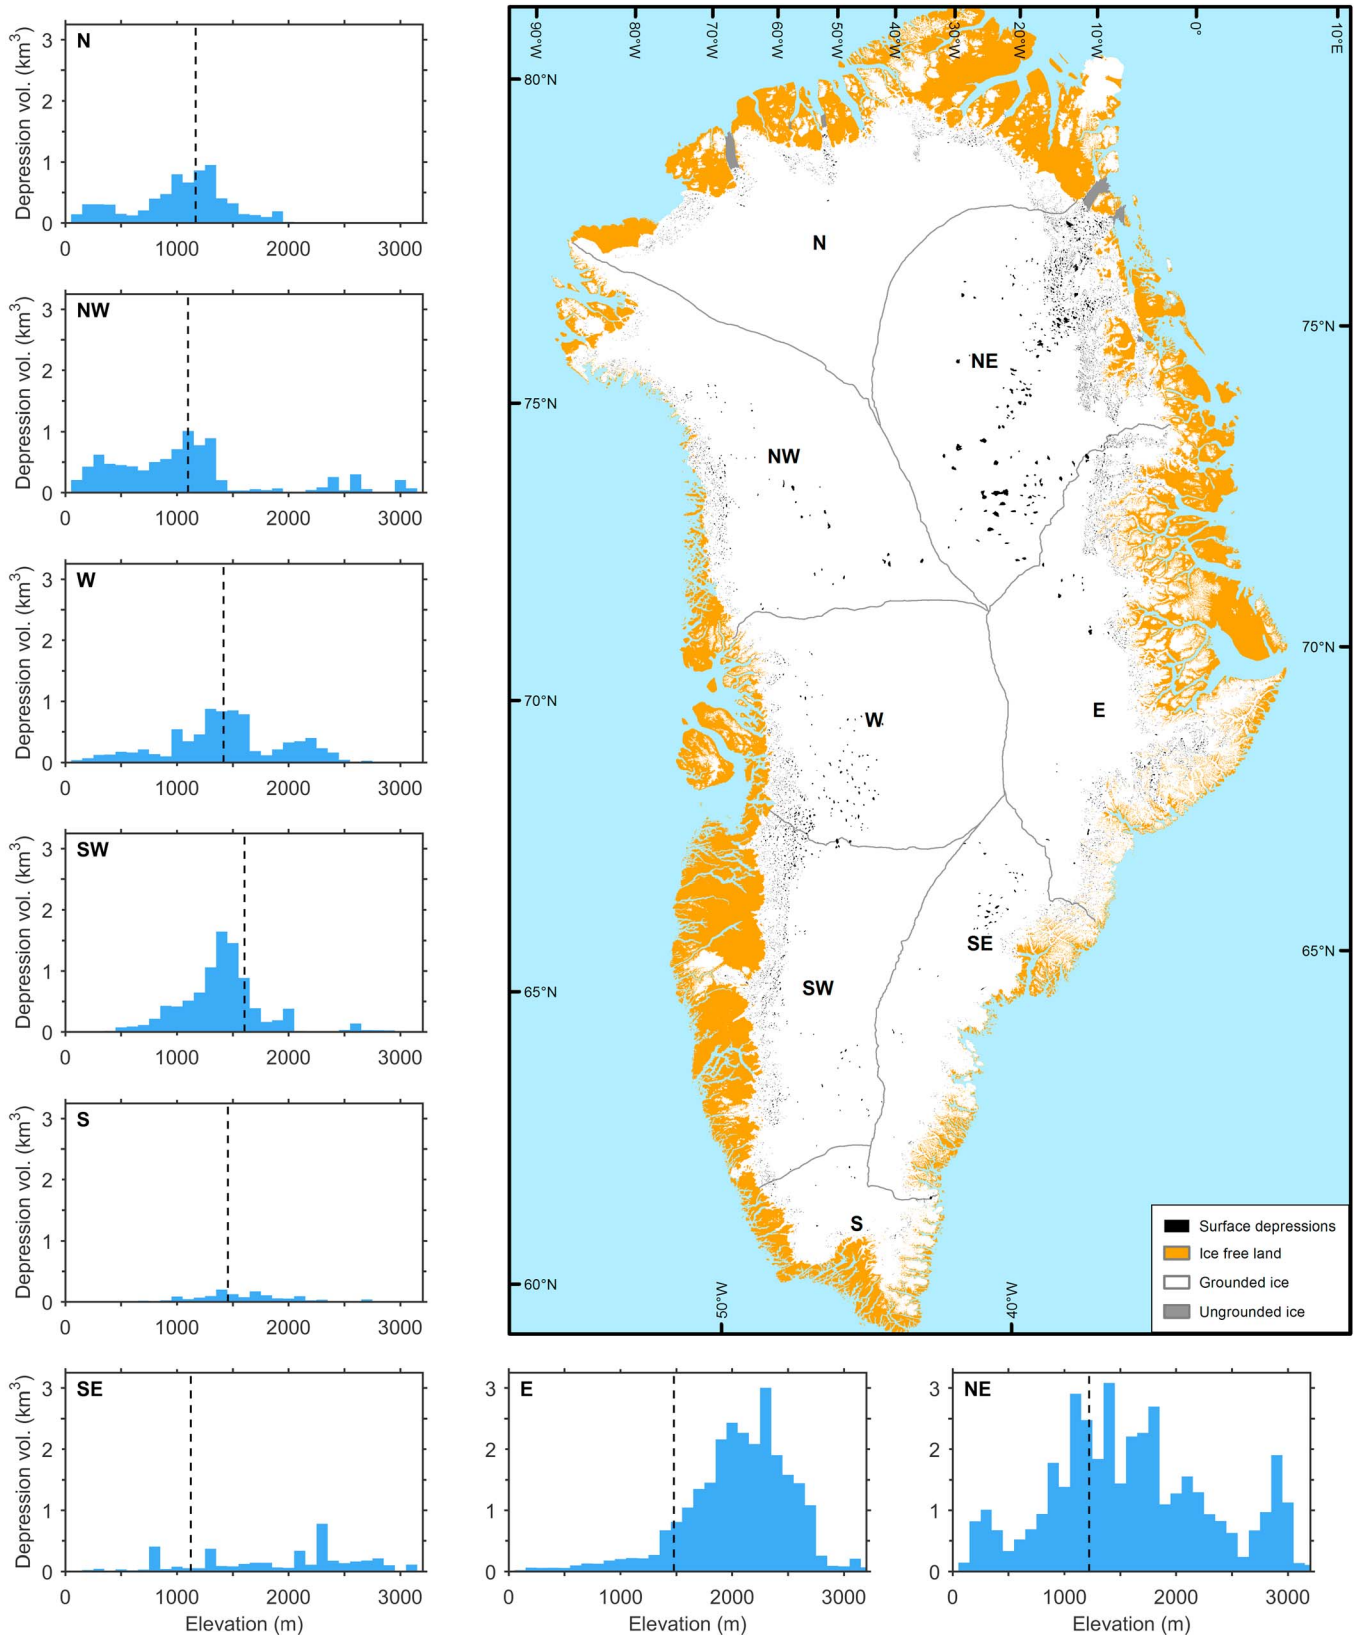 N
Depression vol. (km³)
3
2
1
0
0 1000 2000 3000
NW
Depression vol. (km³)
3
2
1
0
0 1000 2000 3000
W
Depression vol. (km³)
3
2
1
0
0 1000 2000 3000
SW
Depression vol. (km³)
3
2
1
0
0 1000 2000 3000
S
Depression vol. (km³)
3
2
1
0
0 1000 2000 3000
90°W 80°W 70°W 60°W 50°W 40°W 30°W 20°W 10°W 0° 10°E
80°N
75°N
70°N
65°N
60°N
75°N
70°N
65°N
50°W 40°W
N
NE
NW
W
E
SE
SW
S
Surface depressions
Ice free land
Grounded ice
Ungrounded ice
SE
Depression vol. (km³)
3
2
1
0
0 1000 2000 3000
Elevation (m)
E
3
2
1
0
0 1000 2000 3000
Elevation (m)
NE
3
2
1
0
0 1000 2000 3000
Elevation (m)